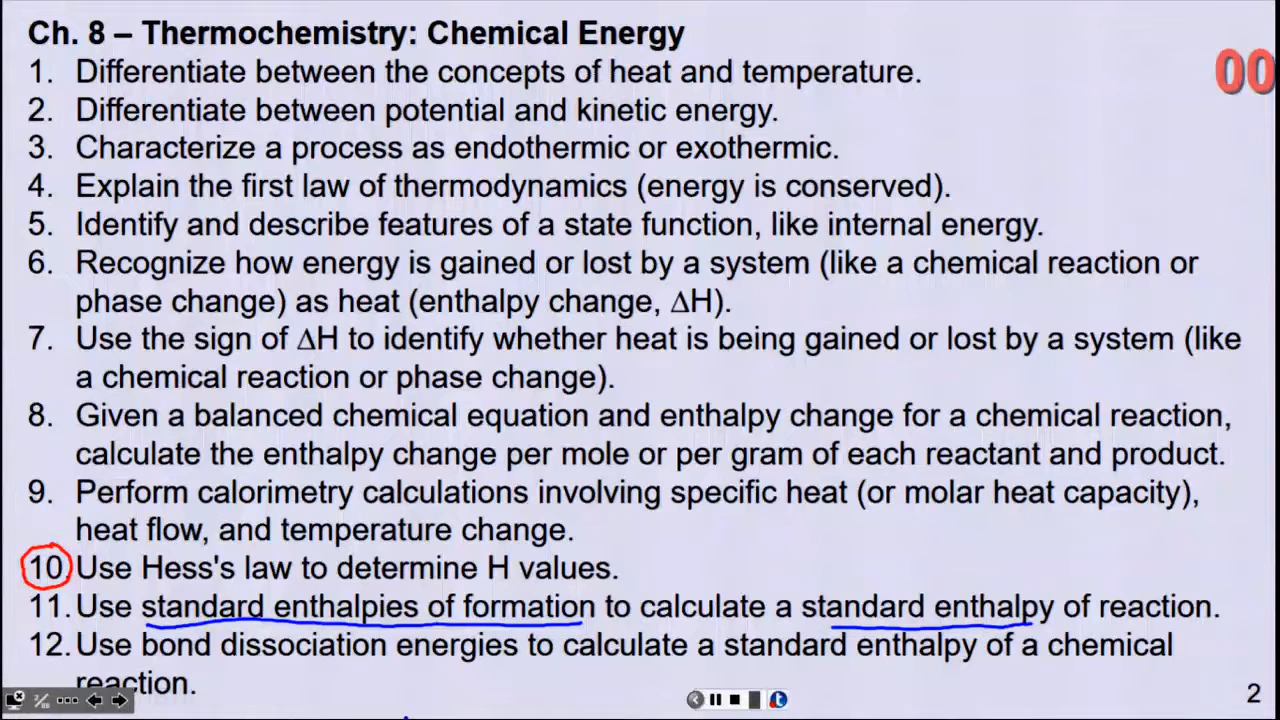 Ch. 8 – Thermochemistry: Chemical Energy
00
1. Differentiate between the concepts of heat and temperature.
2. Differentiate between potential and kinetic energy.
3. Characterize a process as endothermic or exothermic.
4. Explain the first law of thermodynamics (energy is conserved).
5. Identify and describe features of a state function, like internal energy.
6. Recognize how energy is gained or lost by a system (like a chemical reaction or
phase change) as heat (enthalpy change, ΔH).
7. Use the sign of ΔH to identify whether heat is being gained or lost by a system (like
a chemical reaction or phase change).
8. Given a balanced chemical equation and enthalpy change for a chemical reaction,
calculate the enthalpy change per mole or per gram of each reactant and product.
9. Perform calorimetry calculations involving specific heat (or molar heat capacity),
heat flow, and temperature change.
10. Use Hess's law to determine H values.
11. Use standard enthalpies of formation to calculate a standard enthalpy of reaction.
12. Use bond dissociation energies to calculate a standard enthalpy of a chemical
reaction.
2